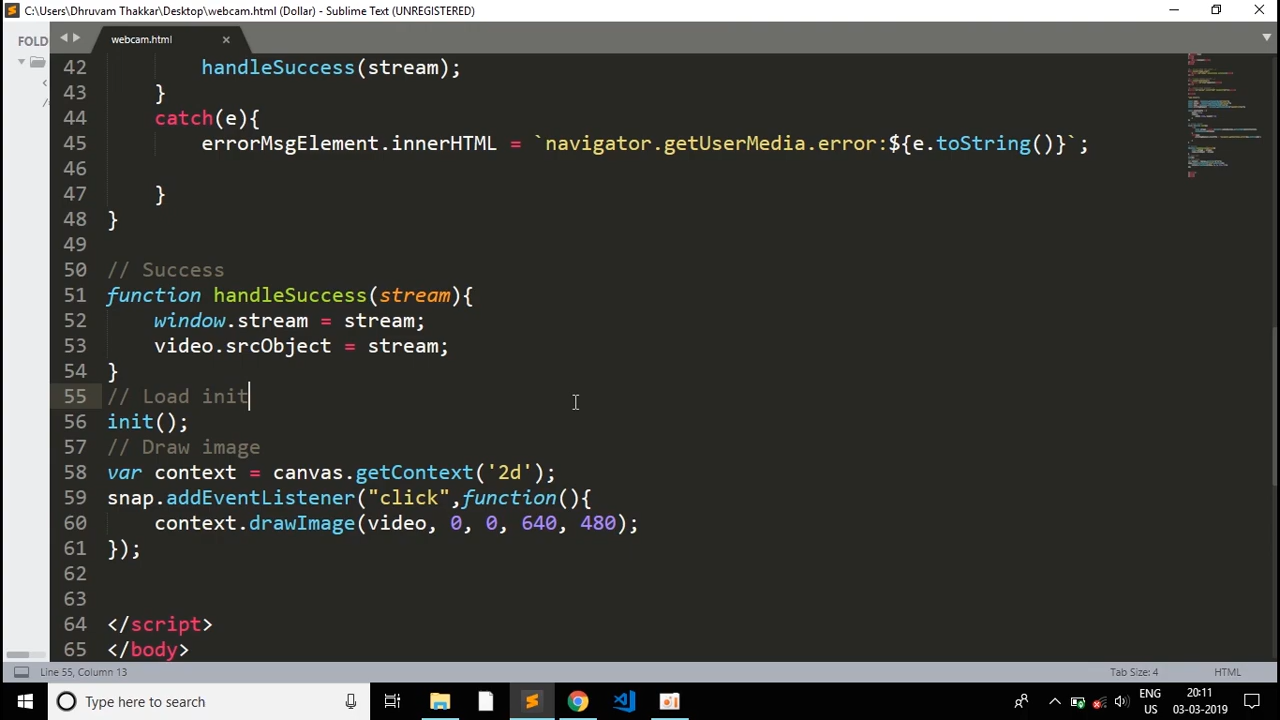 C:\Users\Dhruvam Thakkar\Desktop\webcam.html (Dollar) - Sublime Text (UNREGISTERED)
FOLD
webcam.html
42 handleSuccess(stream);
43 }
44 catch(e){
45 errorMsgElement.innerHTML = `navigator.getUserMedia.error:${e.toString()}`;
46
47 }
48 }
49
50 // Success
51 function handleSuccess(stream){
52 window.stream = stream;
53 video.srcObject = stream;
54 }
55 // Load init
56 init();
57 // Draw image
58 var context = canvas.getContext('2d');
59 snap.addEventListener("click",function(){
60 context.drawImage(video, 0, 0, 640, 480);
61 });
62
63
64 </script>
65 </body>
Line 55, Column 13
Tab Size: 4
HTML
Type here to search
ENG
US
20:11
03-03-2019